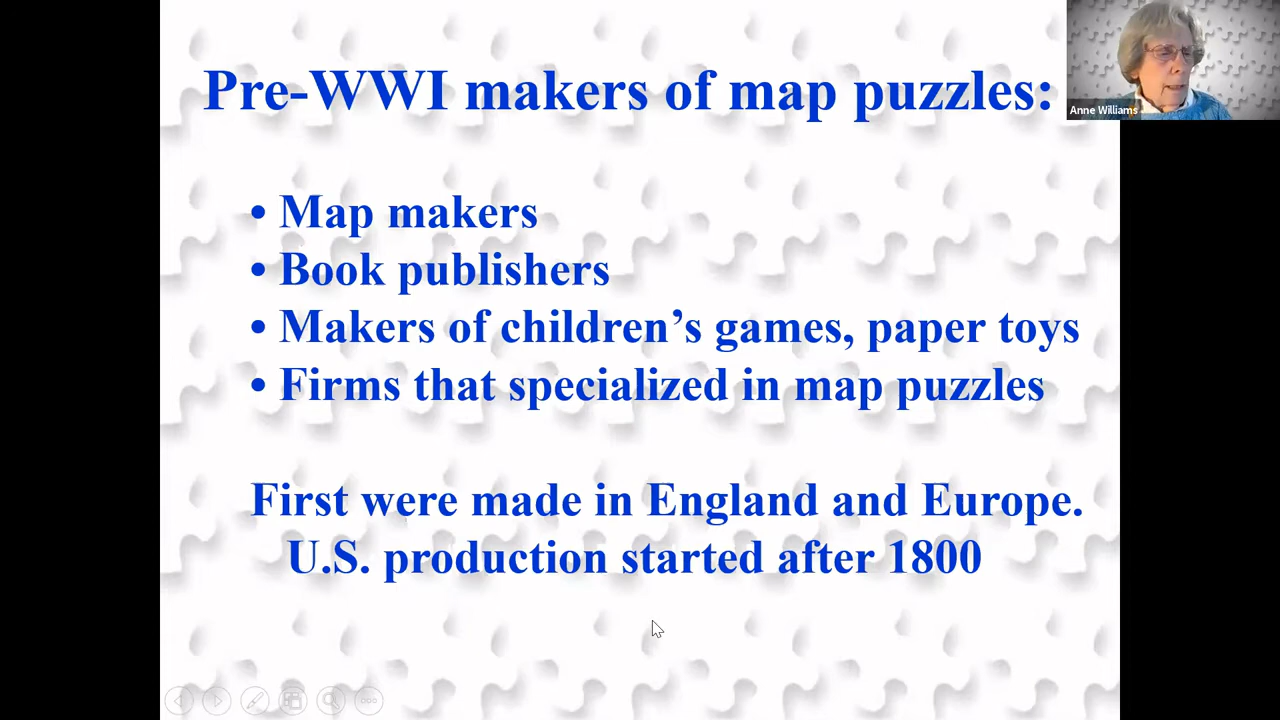 Pre-WWI makers of map puzzles:
Anne Williams
• Map makers
• Book publishers
• Makers of children’s games, paper toys
• Firms that specialized in map puzzles
First were made in England and Europe.
U.S. production started after 1800